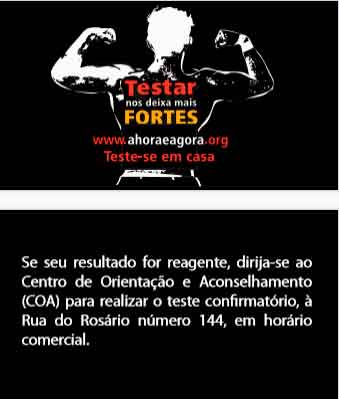 Testar
nos deixa mais
FORTES
www.ahoraeagora.org
Teste-se em casa
Se seu resultado for reagente, dirija-se ao
Centro de Orientação e Aconselhamento
(COA) para realizar o teste confirmatório, à
Rua do Rosário número 144, em horário
comercial.